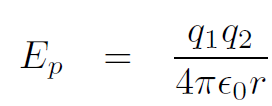 E_p = \frac{q_1 q_2}{4\pi\epsilon_0 r}